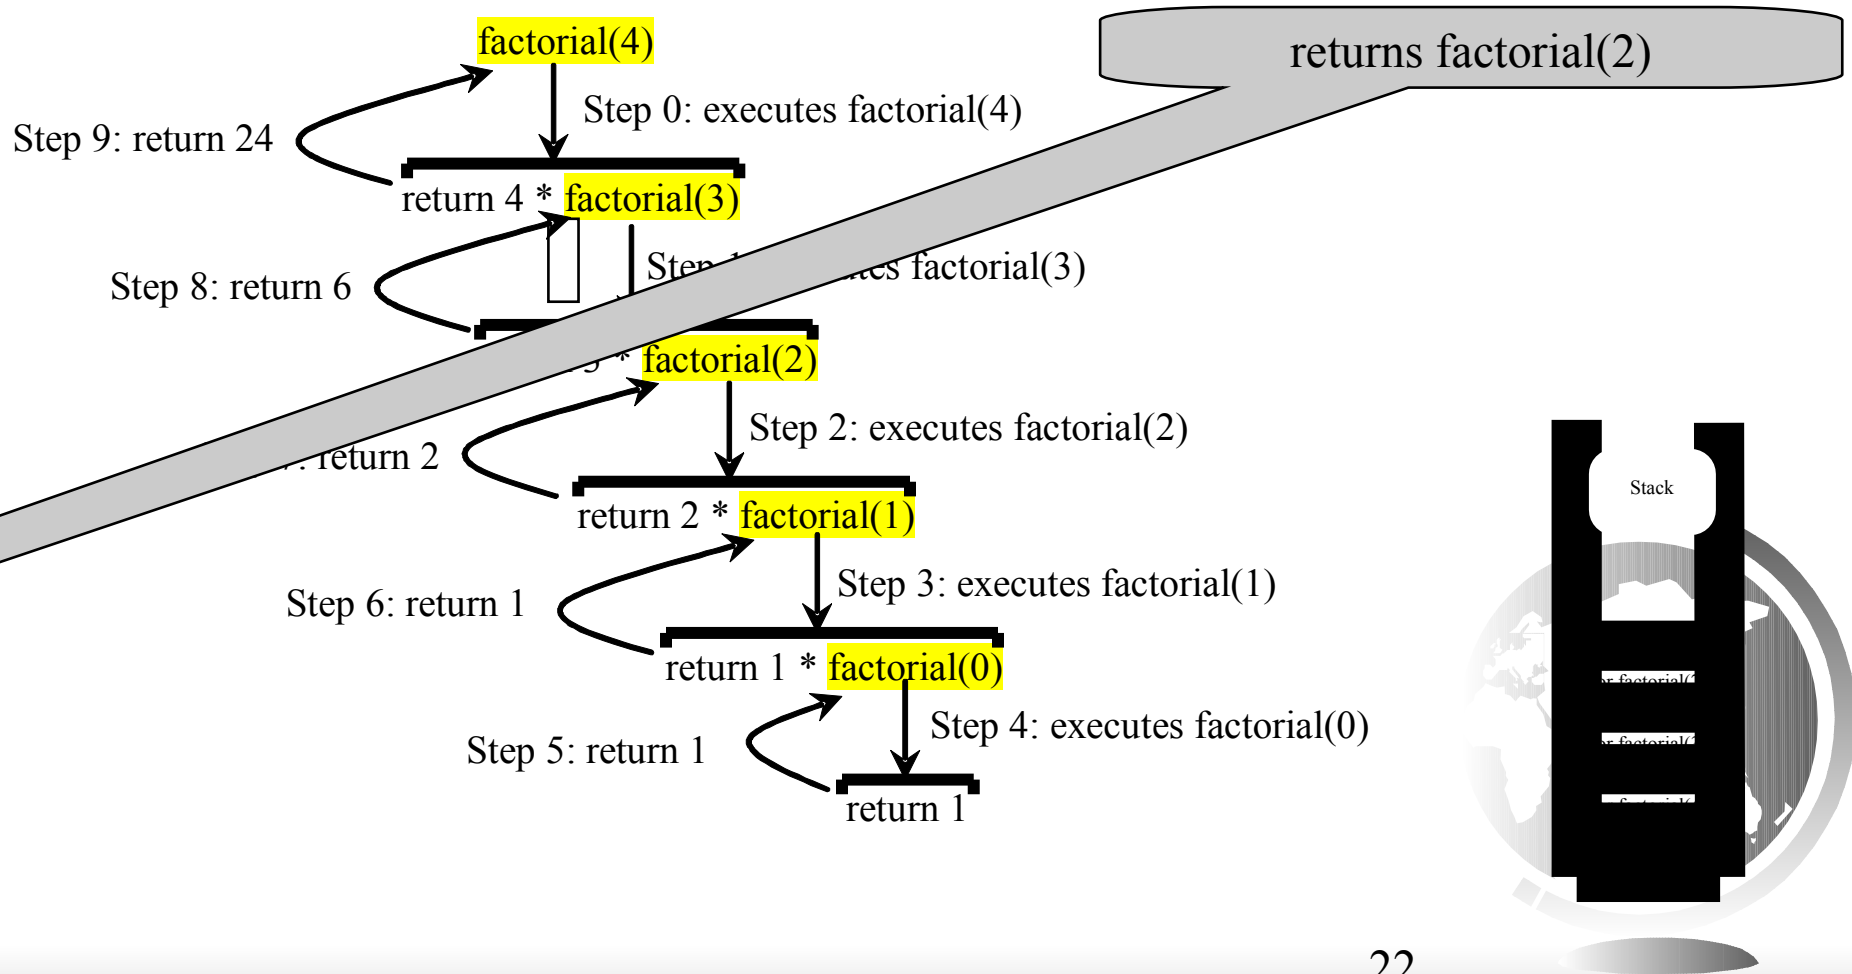 factorial(4)
returns factorial(2)
Step 0: executes factorial(4)
Step 9: return 24
return 4 * factorial(3)
Step factorial(3)
Step 8: return 6
* factorial(2)
Step 2: executes factorial(2)
return 2
Stack
return 2 * factorial(1)
Step 3: executes factorial(1)
Step 6: return 1
return 1 * factorial(0)
Step 4: executes factorial(0)
Step 5: return 1
return 1
22